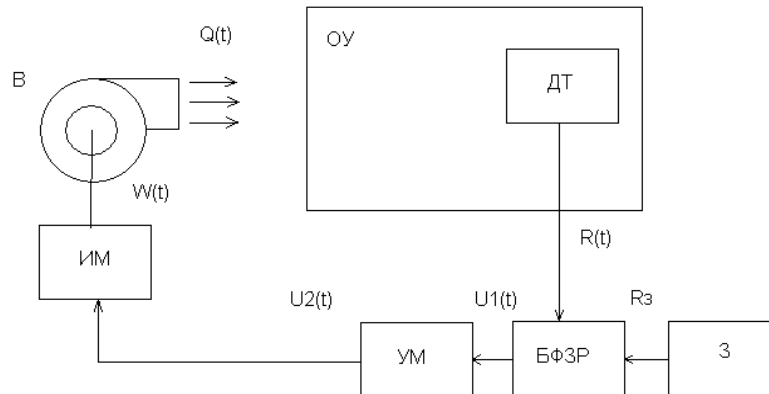 Q(t)
ОУ
В
ДТ
W(t)
R(t)
ИМ
U2(t)
U1(t)
Rз
УМ
БФЗР
З